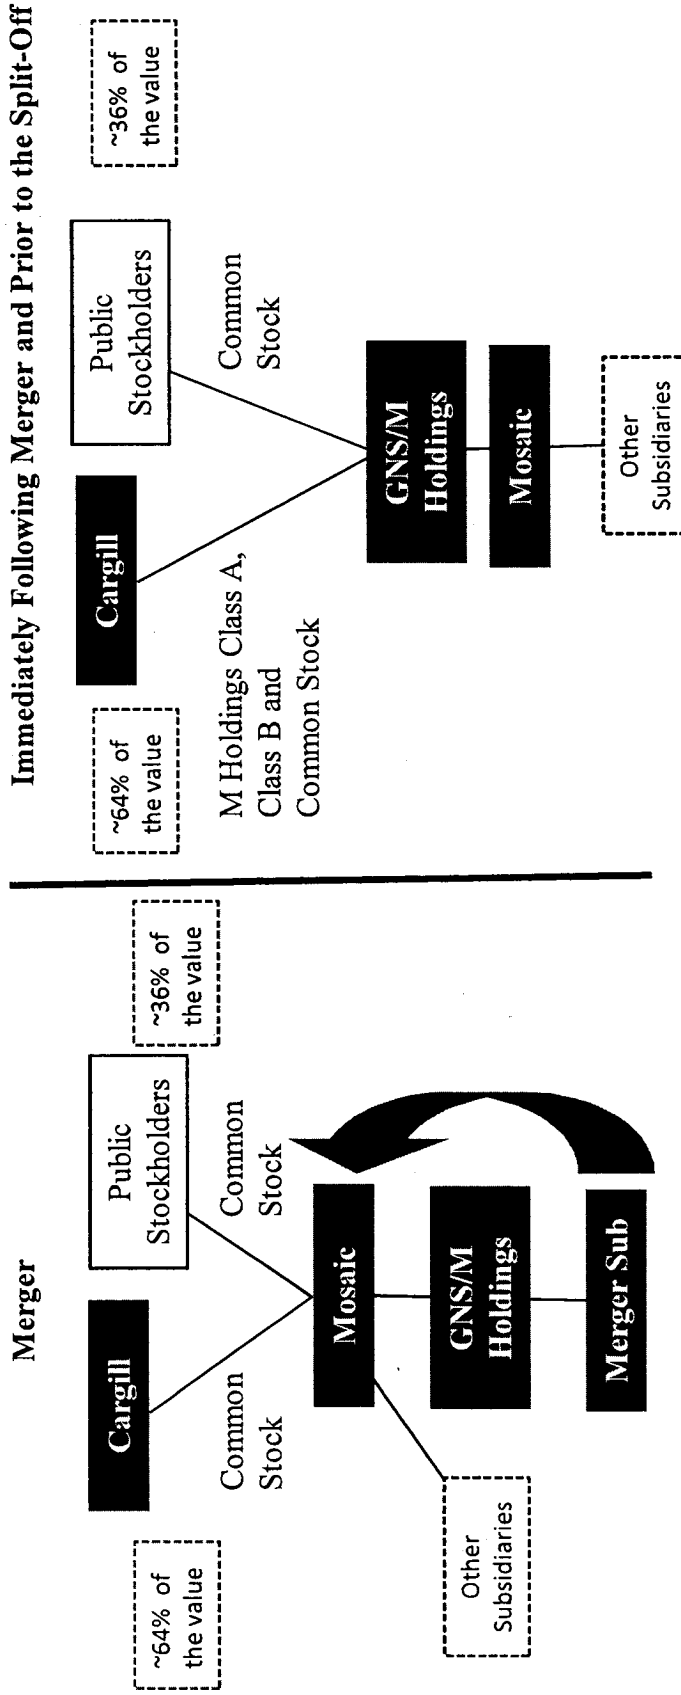 Merger
~64% of
the value
Cargill
Public
Stockholders
~36% of
the value
Common
Stock
Common
Stock
Mosaic
Other
Subsidiaries
GNS/M
Holdings
Merger Sub
Immediately Following Merger and Prior to the Split-Off
~64% of
the value
Cargill
Public
Stockholders
~36% of
the value
M Holdings Class A,
Class B and
Common Stock
Common
Stock
GNS/M
Holdings
Mosaic
Other
Subsidiaries